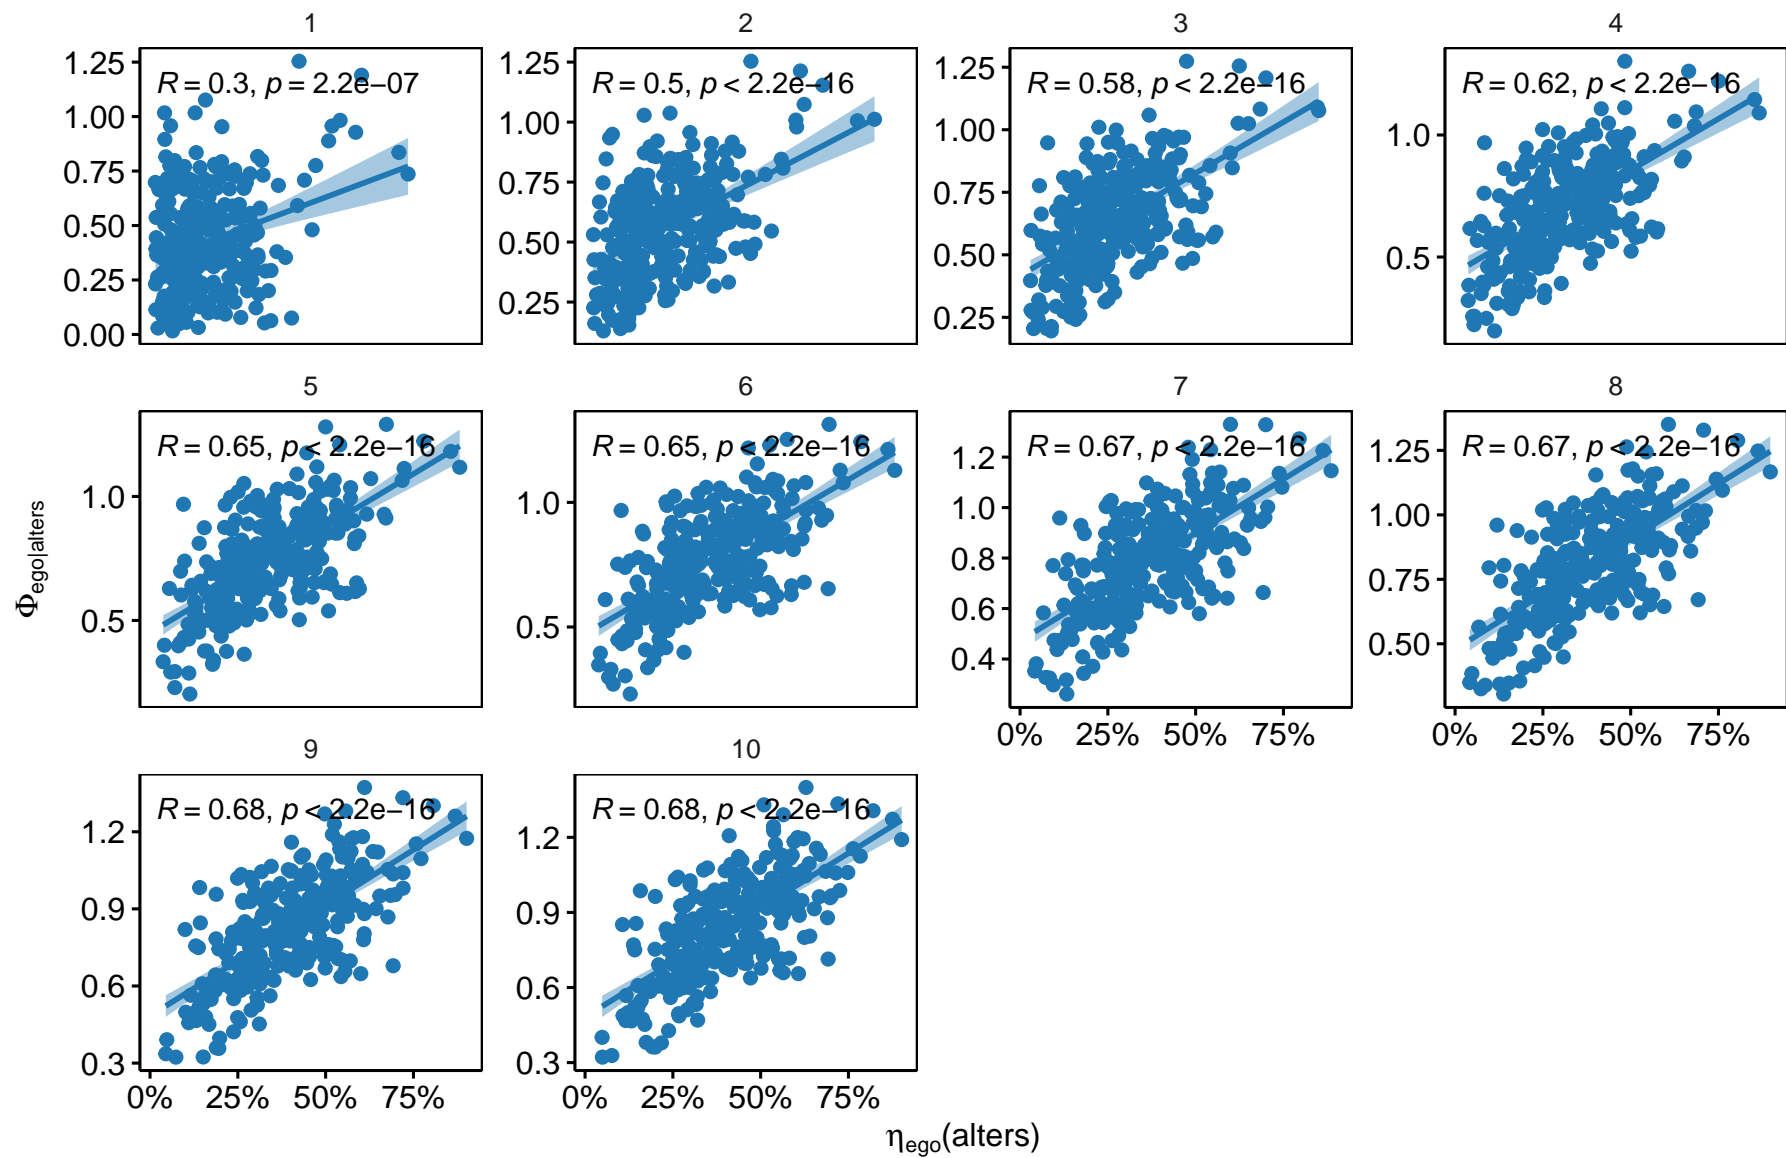 1 2 3 4
1.25
1.00
0.75
0.50
0.25
0.00
R = 0.3, p = 2.2e−07
1.25
1.00
0.75
0.50
0.25
R = 0.5, p < 2.2e−16
1.25
1.00
0.75
0.50
0.25
R = 0.58, p < 2.2e−16
1.0
0.5
R = 0.62, p < 2.2e−16
5 6 7 8
1.0
0.5
R = 0.65, p < 2.2e−16
1.0
0.5
R = 0.65, p < 2.2e−16
1.2
1.0
0.8
0.6
0.4
R = 0.67, p < 2.2e−16
0% 25% 50% 75%
1.25
1.00
0.75
0.50
R = 0.67, p < 2.2e−16
0% 25% 50% 75%
9 10
1.2
0.9
0.6
0.3
R = 0.68, p < 2.2e−16
0% 25% 50% 75%
1.2
0.9
0.6
0.3
R = 0.68, p < 2.2e−16
0% 25% 50% 75%
Φego|alters
ηego(alters)